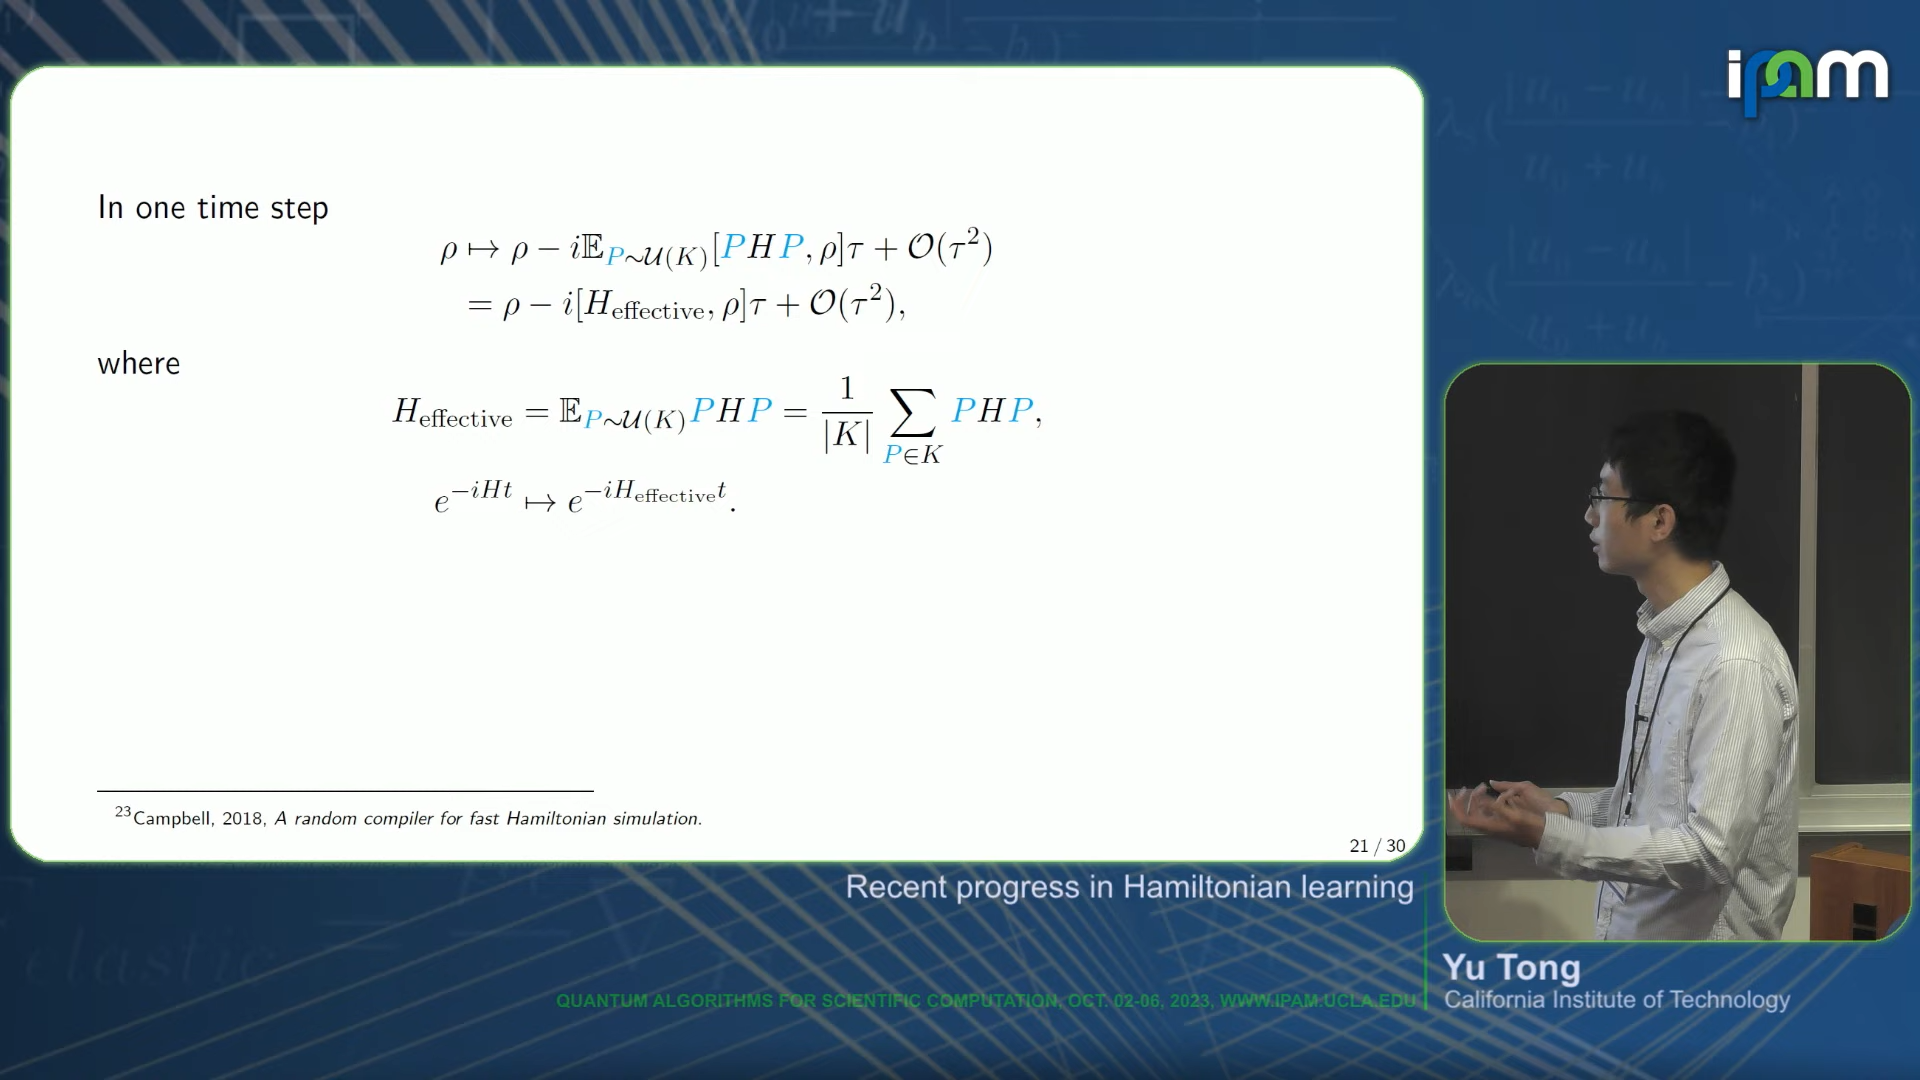 ipam
In one time step
ρ ↦ ρ − i𝔼_{P∼𝒰(K)}[PHP, ρ]τ + 𝒪(τ²)
= ρ − i[H_effective, ρ]τ + 𝒪(τ²),
where
H_effective = 𝔼_{P∼𝒰(K)} PHP = 1/|K| ∑_{P∈K} PHP,
e^{−iHt} ↦ e^{−iH_effective t}.
23 Campbell, 2018, A random compiler for fast Hamiltonian simulation.
21 / 30
Recent progress in Hamiltonian learning
Yu Tong
California Institute of Technology
QUANTUM ALGORITHMS FOR SCIENTIFIC COMPUTATION, OCT. 02-06, 2023, WWW.IPAM.UCLA.EDU